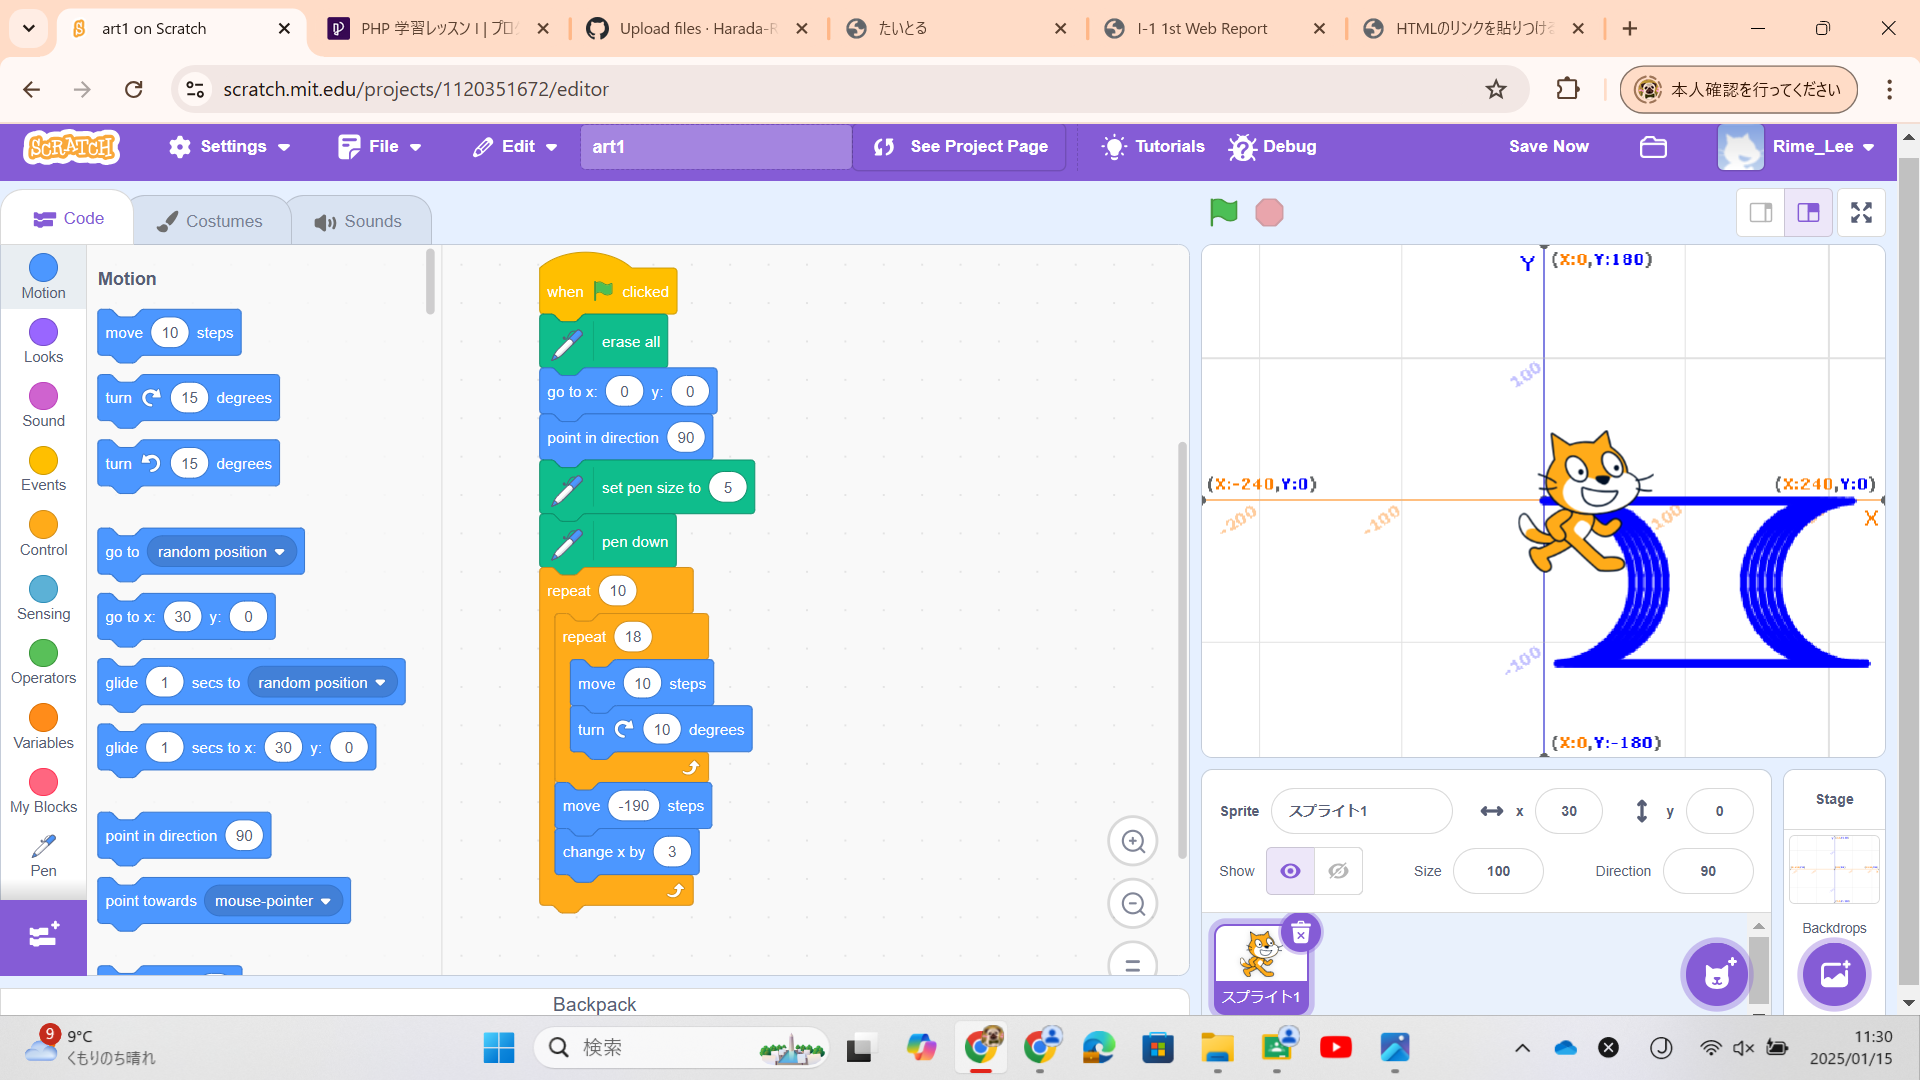 art1 on Scratch
PHP 学習レッスン I | プロ
Upload files · Harada-R
たいとる
I-1 1st Web Report
HTMLのリンクを貼りつける
scratch.mit.edu/projects/1120351672/editor
本人確認を行ってください
SCRATCH
Settings
File
Edit
art1
See Project Page
Tutorials
Debug
Save Now
Rime_Lee
Code
Costumes
Sounds
Motion
Looks
Sound
Events
Control
Sensing
Operators
Variables
My Blocks
Pen
Motion
move 10 steps
turn 15 degrees
turn 15 degrees
go to random position
go to x: 30 y: 0
glide 1 secs to random position
glide 1 secs to x: 30 y: 0
point in direction 90
point towards mouse-pointer
when clicked
erase all
go to x: 0 y: 0
point in direction 90
set pen size to 5
pen down
repeat 10
repeat 18
move 10 steps
turn 10 degrees
move -190 steps
change x by 3
Backpack
Y (X:0,Y:180)
100
(X:-240,Y:0)
(X:240,Y:0)
-200
-100
100
X
-100
(X:0,Y:-180)
Sprite スプライト1 x 30 y 0
Show Size 100 Direction 90
スプライト1
Stage
Backdrops
9
9°C
くもりのち晴れ
検索
11:30
2025/01/15